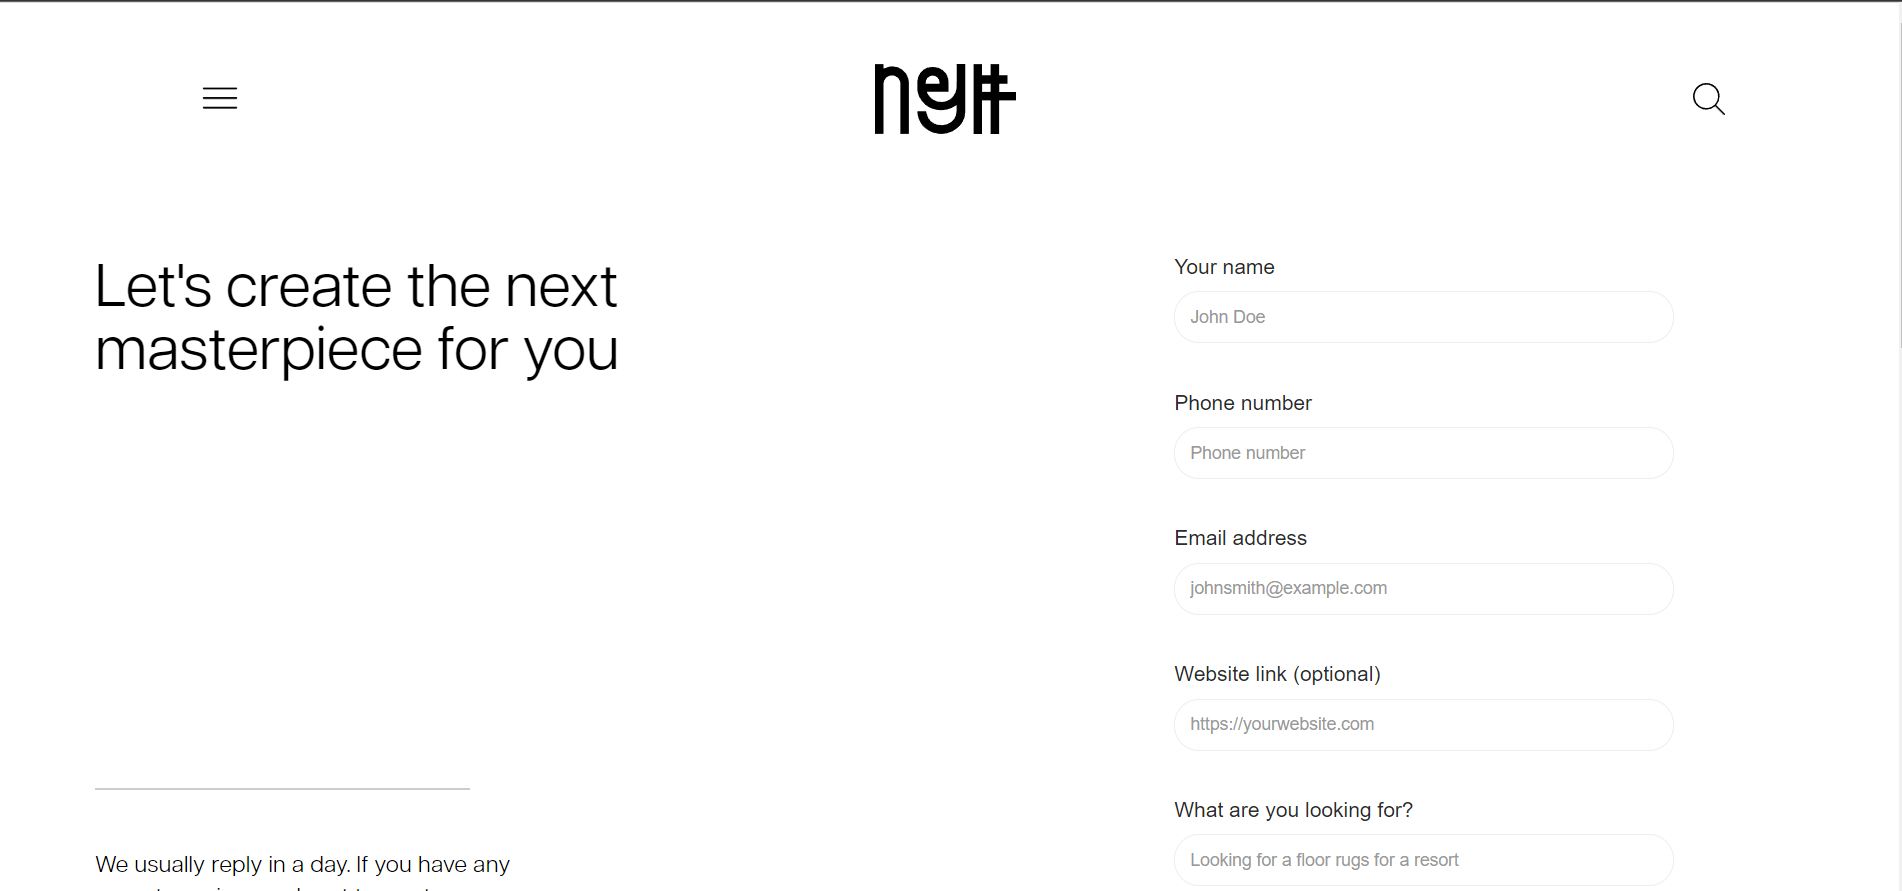 Let's create the next
masterpiece for you
We usually reply in a day. If you have any
Your name
John Doe
Phone number
Phone number
Email address
johnsmith@example.com
Website link (optional)
https://yourwebsite.com
What are you looking for?
Looking for a floor rugs for a resort